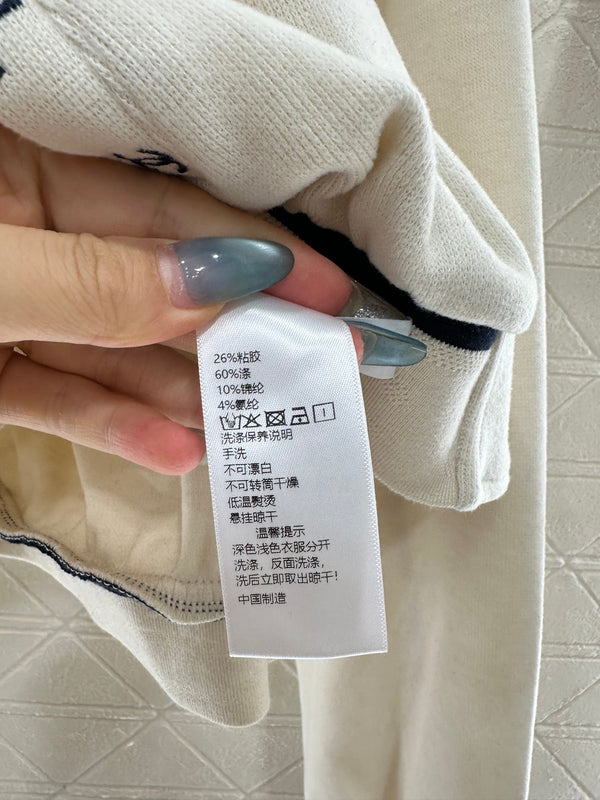 26%粘胶
60%涤
10%锦纶
4%氨纶
洗涤保养说明
手洗
不可漂白
不可转筒干燥
低温熨烫
悬挂晾干
温馨提示
深色浅色衣服分开
洗涤，反面洗涤，
洗后立即取出晾干！
中国制造